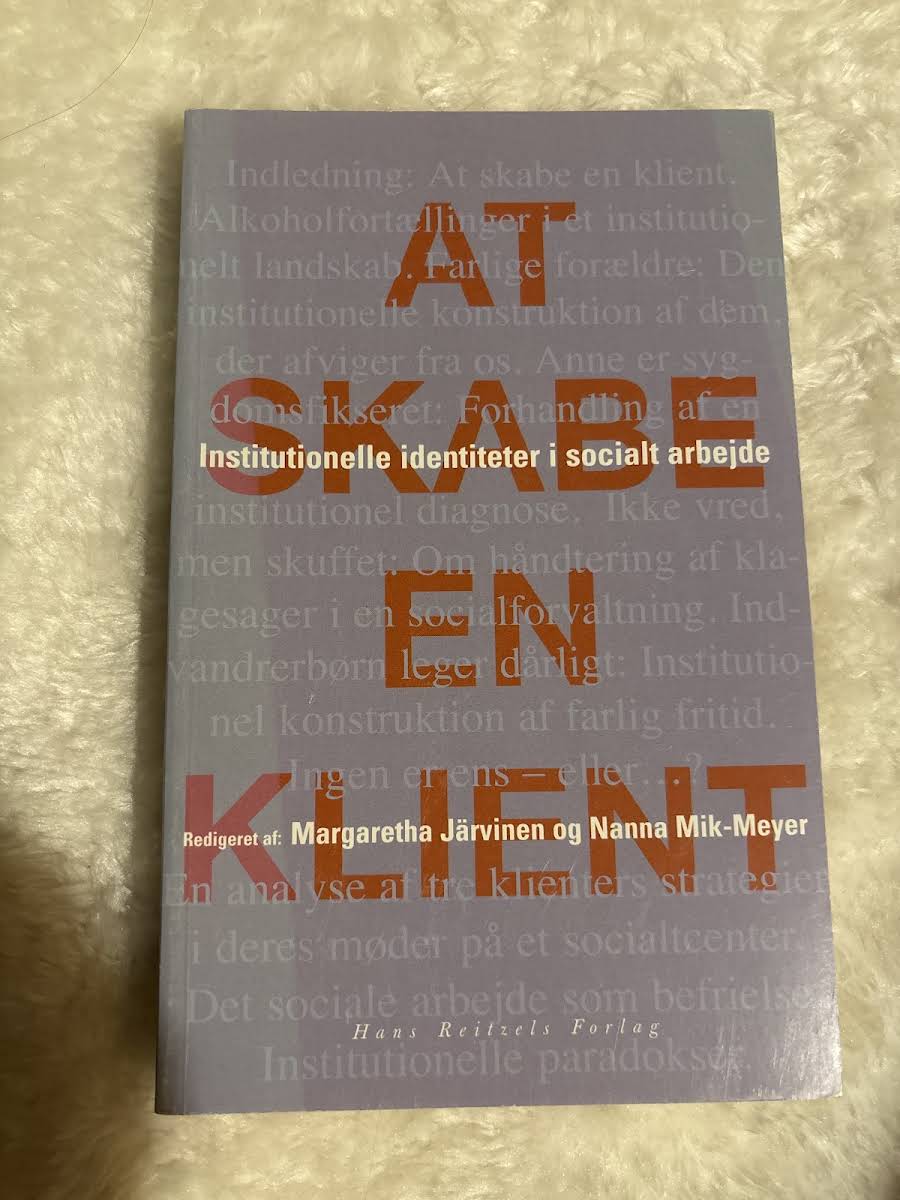 Indledning: At skabe en klient.
AT
Alkoholfortællinger i et institutio-
nelt landskab. Farlige forældre: Den
institutionelle konstruktion af dem,
der afviger fra os. Anne er syg-
SKABE
domsfikseret: Forhandling af en
Institutionelle identiteter i socialt arbejde
institutionel diagnose. Ikke vred,
men skuffet: Om håndtering af kla-
EN
gesager i en socialforvaltning. Ind-
vandrerbørn leger dårligt: Institutio-
nel konstruktion af farlig fritid.
Ingen er ens – eller...?
KLIENT
Redigeret af: Margaretha Järvinen og Nanna Mik-Meyer
En analyse af tre klienters strategier
i deres møder på et socialtcenter.
Det sociale arbejde som befrielse
Hans Reitzels Forlag
Institutionelle paradokser.